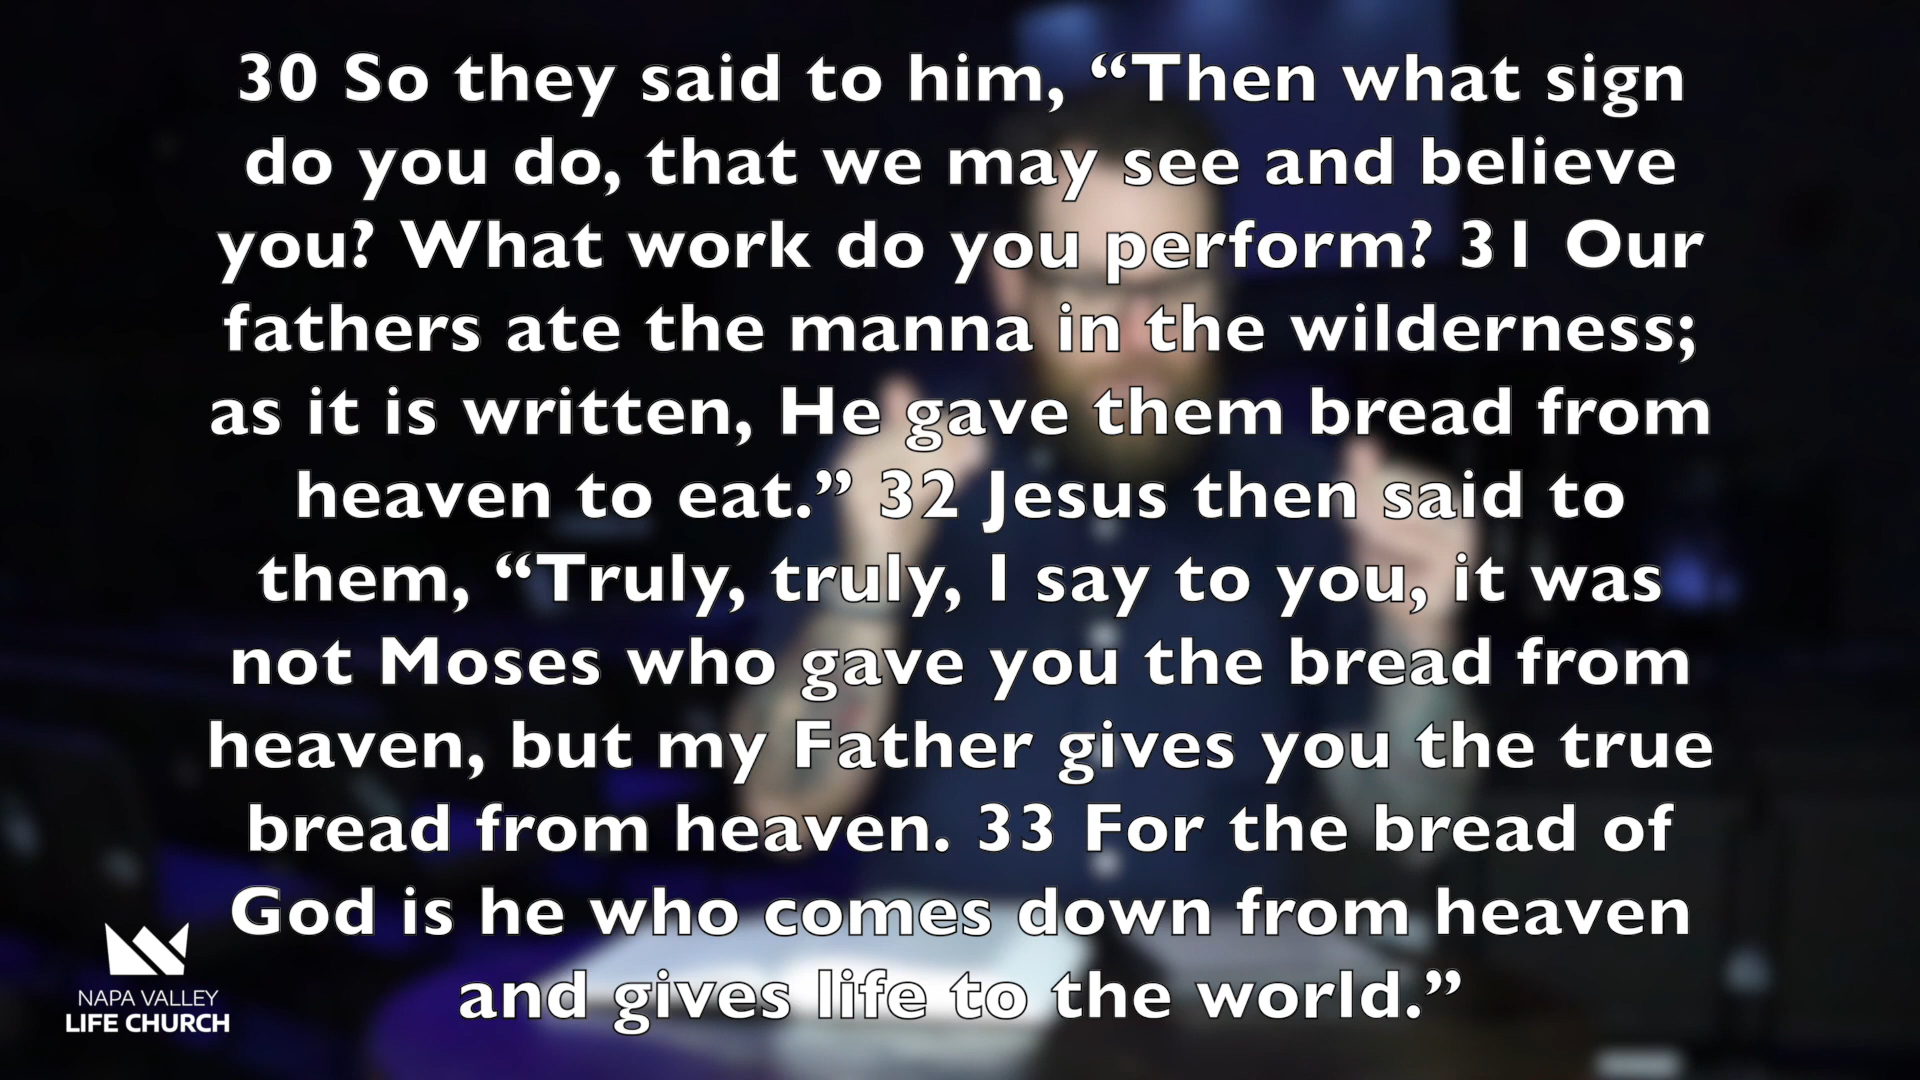 30 So they said to him, “Then what sign
do you do, that we may see and believe
you? What work do you perform? 31 Our
fathers ate the manna in the wilderness;
as it is written, He gave them bread from
heaven to eat.” 32 Jesus then said to
them, “Truly, truly, I say to you, it was
not Moses who gave you the bread from
heaven, but my Father gives you the true
bread from heaven. 33 For the bread of
God is he who comes down from heaven
and gives life to the world.”
NAPA VALLEY
LIFE CHURCH